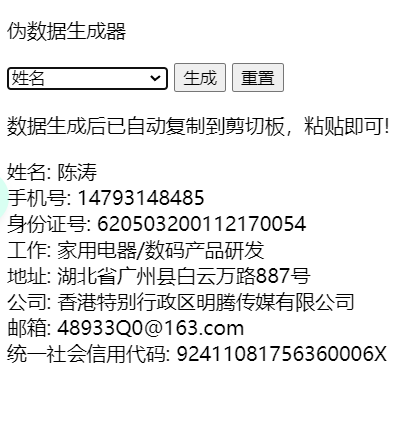 伪数据生成器
姓名 生成 重置
数据生成后已自动复制到剪切板，粘贴即可!
姓名: 陈涛
手机号: 14793148485
身份证号: 620503200112170054
工作: 家用电器/数码产品研发
地址: 湖北省广州县白云万路887号
公司: 香港特别行政区明腾传媒有限公司
邮箱: 48933Q0@163.com
统一社会信用代码: 92411081756360006X